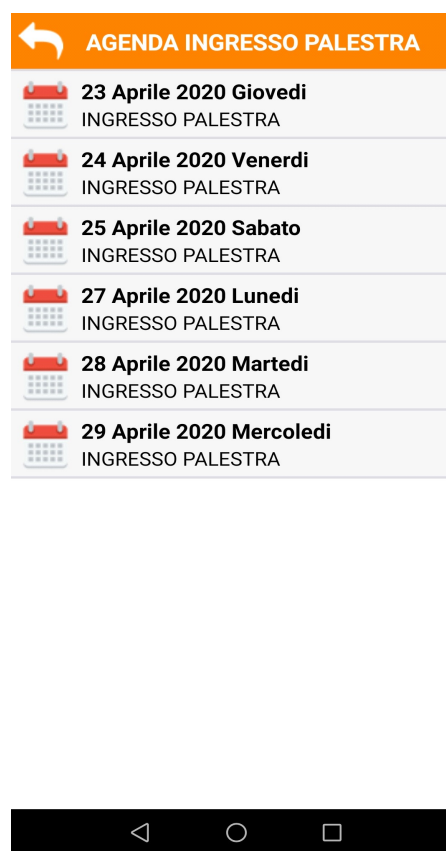 AGENDA INGRESSO PALESTRA
23 Aprile 2020 Giovedi
INGRESSO PALESTRA
24 Aprile 2020 Venerdi
INGRESSO PALESTRA
25 Aprile 2020 Sabato
INGRESSO PALESTRA
27 Aprile 2020 Lunedi
INGRESSO PALESTRA
28 Aprile 2020 Martedi
INGRESSO PALESTRA
29 Aprile 2020 Mercoledi
INGRESSO PALESTRA